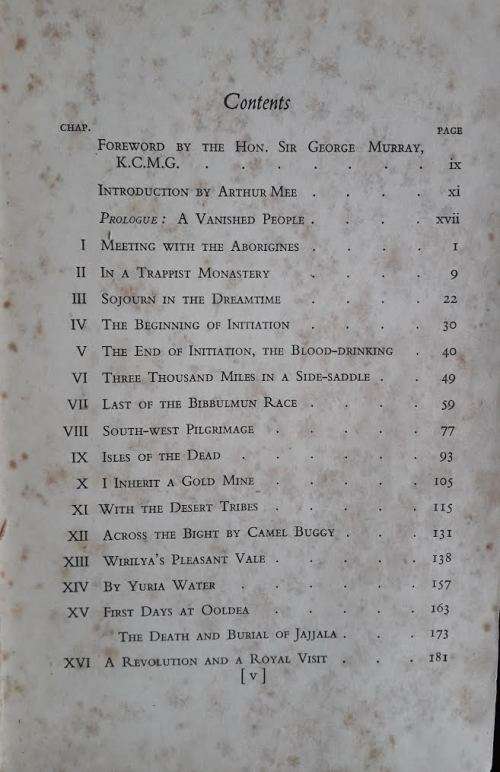 Contents
CHAP. PAGE
FOREWORD BY THE HON. SIR GEORGE MURRAY,
K.C.M.G. . . . . . . ix
INTRODUCTION BY ARTHUR MEE . . . . xi
Prologue: A VANISHED PEOPLE . . . . xvii
I MEETING WITH THE ABORIGINES . . . . 1
II IN A TRAPPIST MONASTERY . . . . 9
III SOJOURN IN THE DREAMTIME . . . . 22
IV THE BEGINNING OF INITIATION . . . . 30
V THE END OF INITIATION, THE BLOOD-DRINKING . 40
VI THREE THOUSAND MILES IN A SIDE-SADDLE . . 49
VII LAST OF THE BIBBULMUN RACE . . . . 59
VIII SOUTH-WEST PILGRIMAGE . . . . . 77
IX ISLES OF THE DEAD . . . . . . 93
X I INHERIT A GOLD MINE . . . . . 105
XI WITH THE DESERT TRIBES . . . . . 115
XII ACROSS THE BIGHT BY CAMEL BUGGY . . . 131
XIII WIRILYA'S PLEASANT VALE . . . . . 138
XIV BY YURIA WATER . . . . . . 157
XV FIRST DAYS AT OOLDEA . . . . . 163
THE DEATH AND BURIAL OF JAJJALA . . . 173
XVI A REVOLUTION AND A ROYAL VISIT . . . 181
[v]